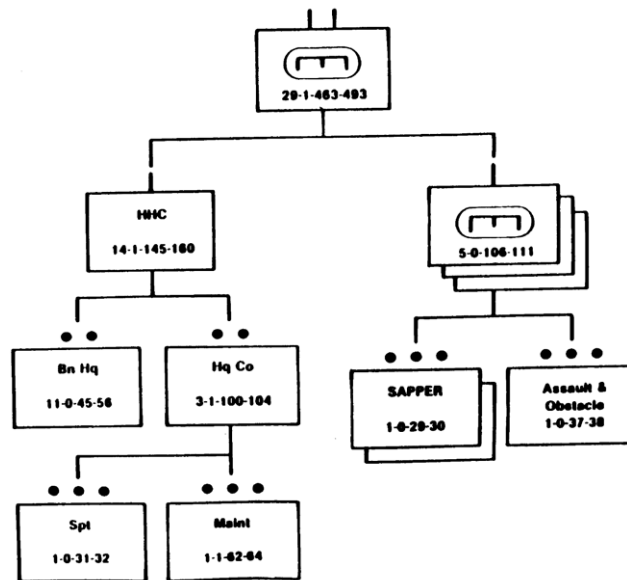 29-1-463-493
HHC
14-1-145-160
5-0-106-111
Bn Hq
11-0-45-56
Hq Co
3-1-100-104
SAPPER
1-0-29-30
Assault &
Obstacle
1-0-37-38
Spt
1-0-31-32
Maint
1-1-62-64